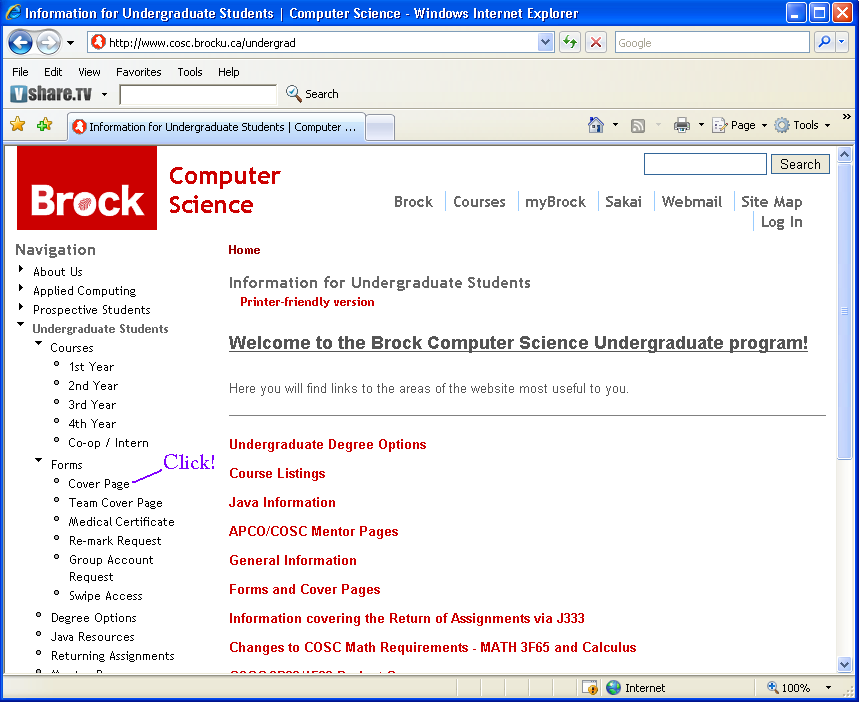 Information for Undergraduate Students | Computer Science - Windows Internet Explorer
http://www.cosc.brocku.ca/undergrad
Google
File Edit View Favorites Tools Help
Vshare.TV Search
Information for Undergraduate Students | Computer ...
Page Tools »
Brock
Computer
Science
Search
Brock Courses myBrock Sakai Webmail Site Map
Log In
Navigation
About Us
Applied Computing
Prospective Students
Undergraduate Students
Courses
1st Year
2nd Year
3rd Year
4th Year
Co-op / Intern
Forms
Click!
Cover Page
Team Cover Page
Medical Certificate
Re-mark Request
Group Account
Request
Swipe Access
Degree Options
Java Resources
Returning Assignments
Home
Information for Undergraduate Students
Printer-friendly version
Welcome to the Brock Computer Science Undergraduate program!
Here you will find links to the areas of the website most useful to you.
Undergraduate Degree Options
Course Listings
Java Information
APCO/COSC Mentor Pages
General Information
Forms and Cover Pages
Information covering the Return of Assignments via J333
Changes to COSC Math Requirements - MATH 3F65 and Calculus
Internet 100%